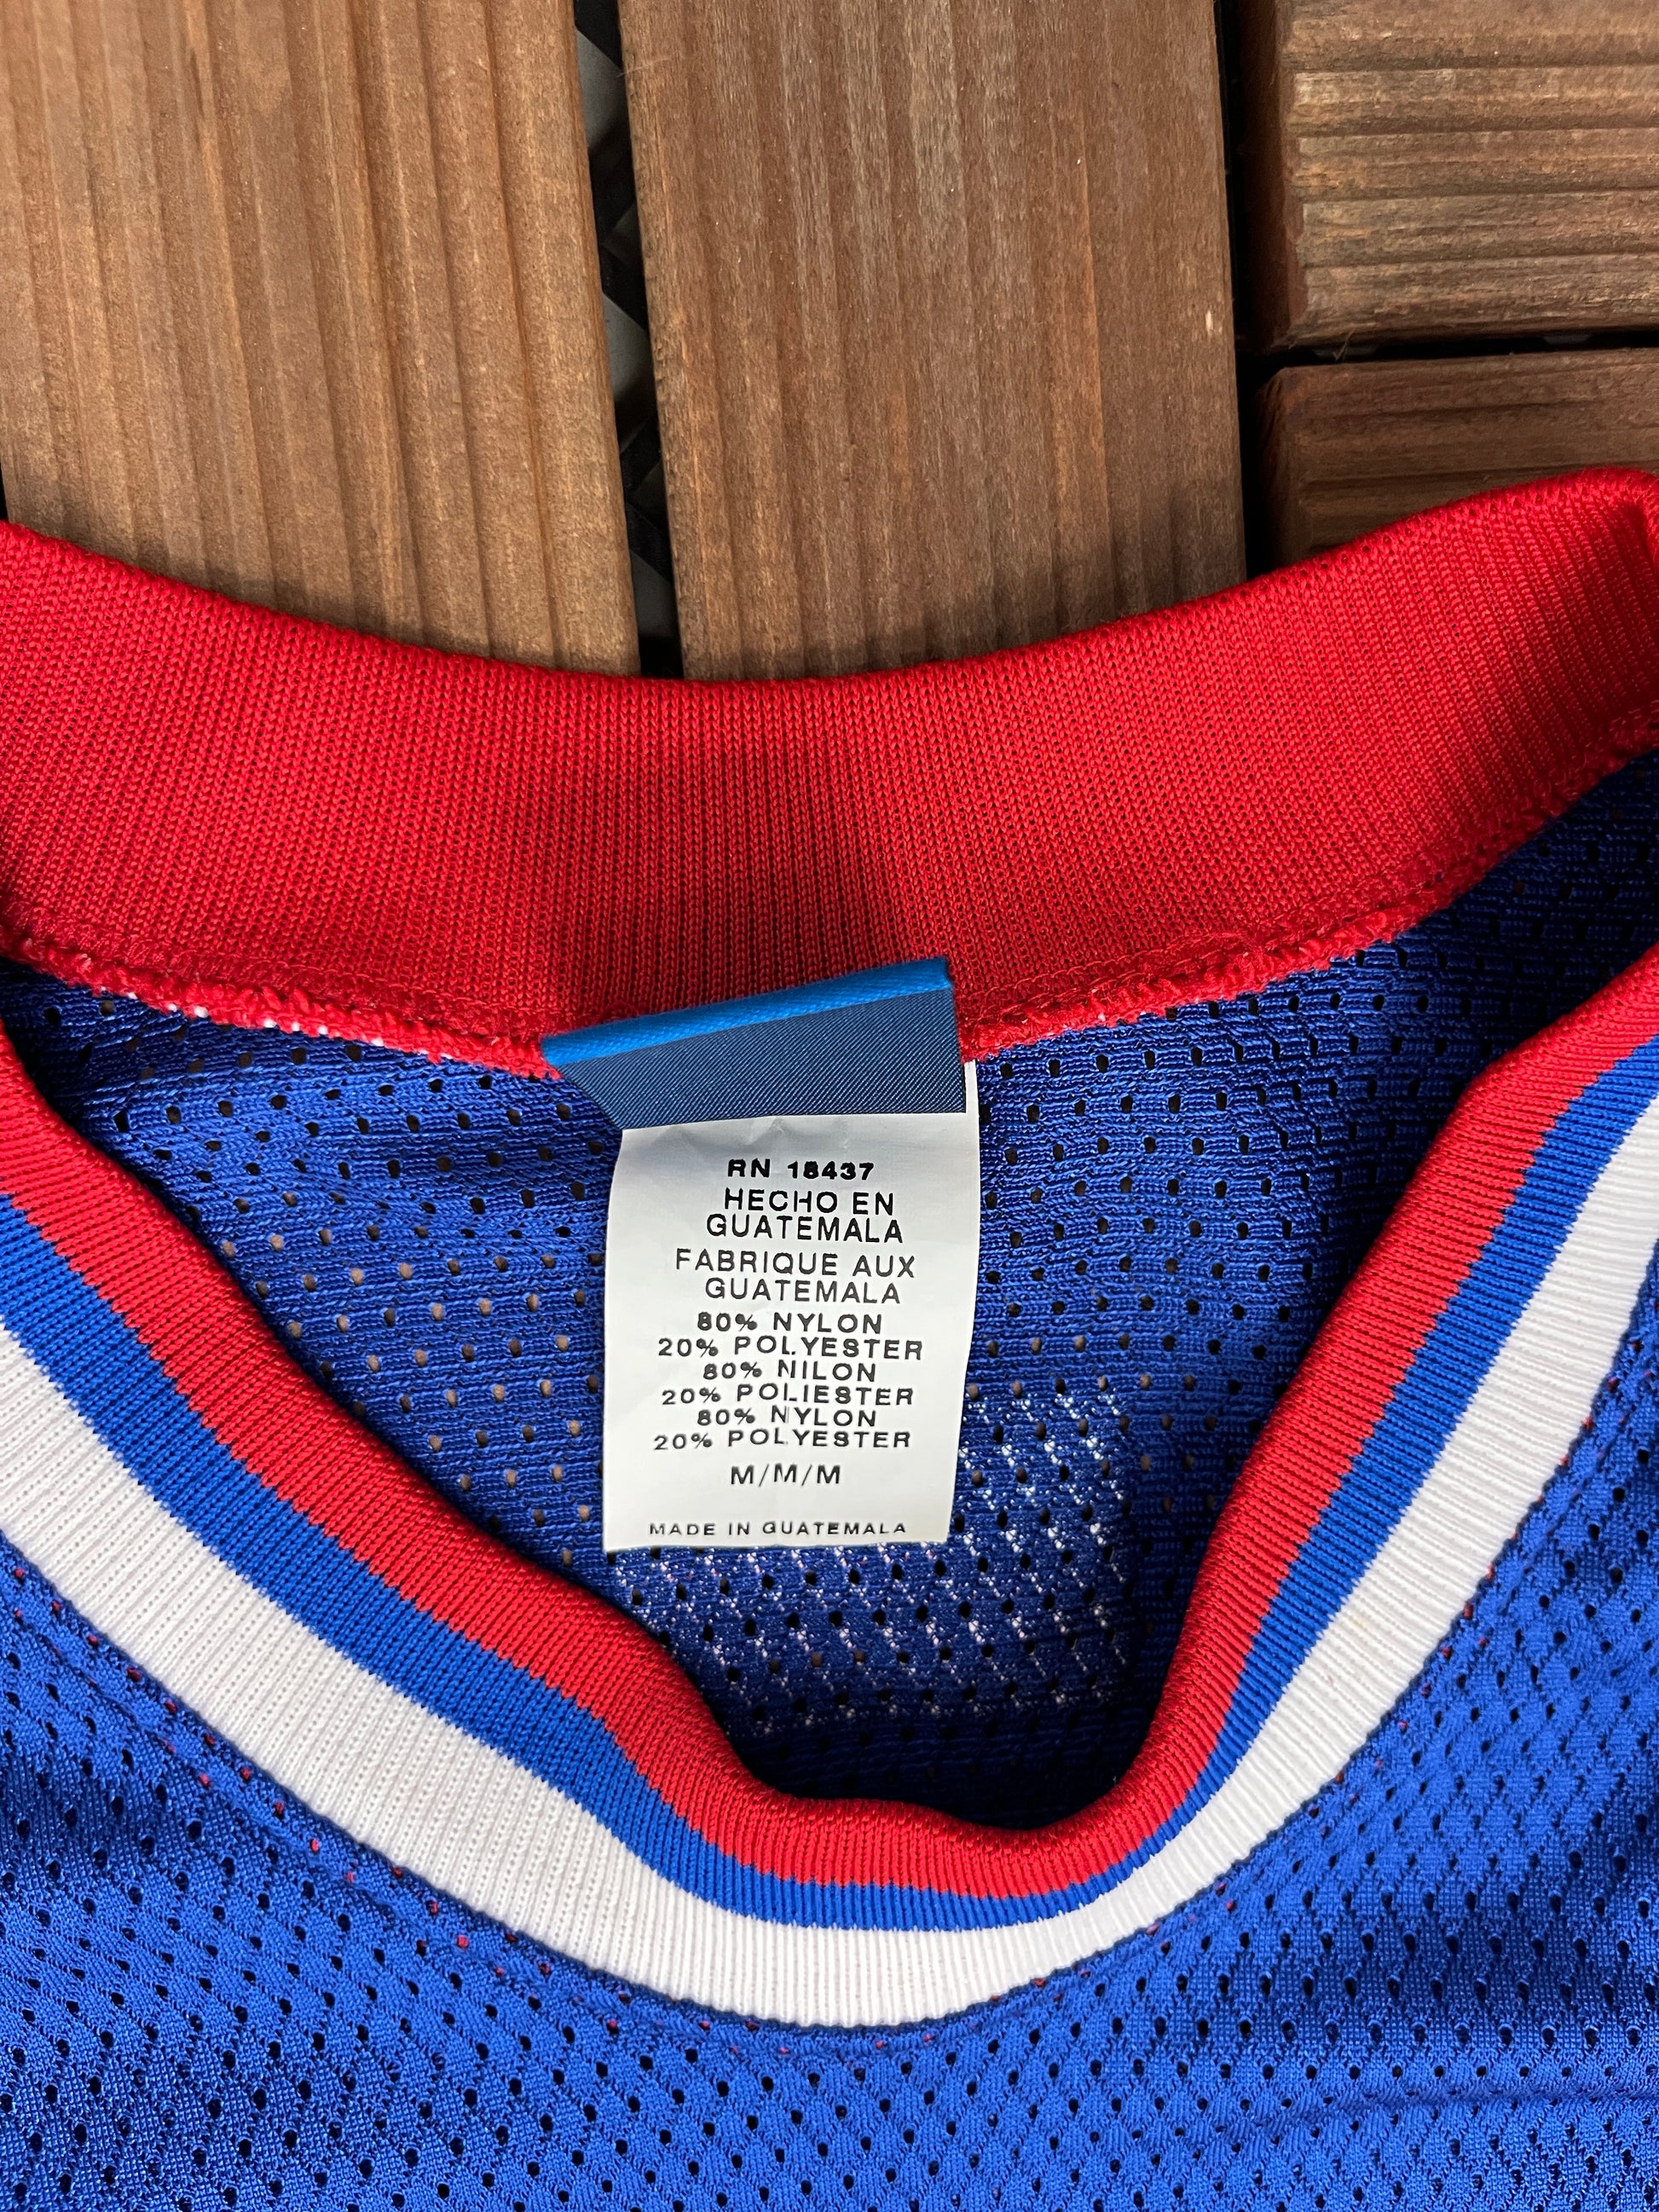 RN 18437
HECHO EN
GUATEMALA
FABRIQUE AUX
GUATEMALA
80% NYLON
20% POLYESTER
80% NILON
20% POLIESTER
80% NYLON
20% POLYESTER
M/M/M
MADE IN GUATEMALA